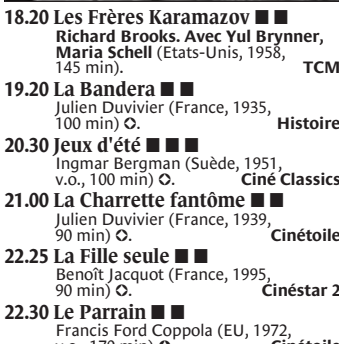 18.20 Les Frères Karamazov ■ ■
Richard Brooks. Avec Yul Brynner,
Maria Schell (Etats-Unis, 1958,
145 min). TCM
19.20 La Bandera ■ ■
Julien Duvivier (France, 1935,
100 min) ✪. Histoire
20.30 Jeux d'été ■ ■ ■
Ingmar Bergman (Suède, 1951,
v.o., 100 min) ✪. Ciné Classics
21.00 La Charrette fantôme ■ ■
Julien Duvivier (France, 1939,
90 min) ✪. Cinétoile
22.25 La Fille seule ■ ■
Benoît Jacquot (France, 1995,
90 min) ✪. Cinéstar 2
22.30 Le Parrain ■ ■
Francis Ford Coppola (EU, 1972,
v.o., 170 min) ✪. Cinétoile